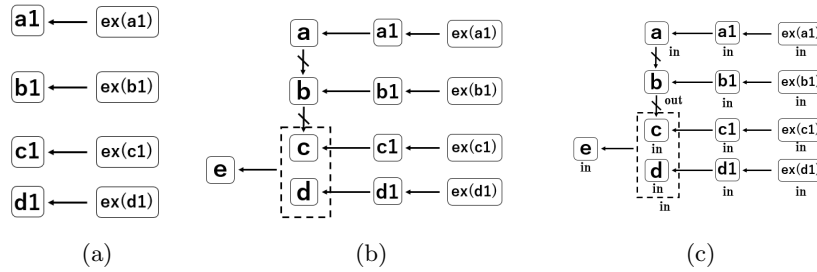 a1 ex(a1)
b1 ex(b1)
c1 ex(c1)
d1 ex(d1)
(a)
a a1 ex(a1)
b b1 ex(b1)
c c1 ex(c1)
e
d d1 ex(d1)
(b)
a a1 ex(a1)
in in in
b b1 ex(b1)
out in in
c c1 ex(c1)
in in in
e
in
d d1 ex(d1)
in in in
in
(c)